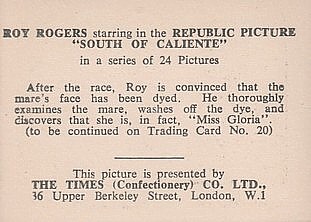 ROY ROGERS starring in the REPUBLIC PICTURE
"SOUTH OF CALIENTE"
in a series of 24 Pictures
After the race, Roy is convinced that the
mare's face has been dyed. He thoroughly
examines the mare, washes off the dye, and
discovers that she is, in fact, "Miss Gloria".
(to be continued on Trading Card No. 20)
This picture is presented by
THE TIMES (Confectionery) CO. LTD.,
36 Upper Berkeley Street, London, W.1